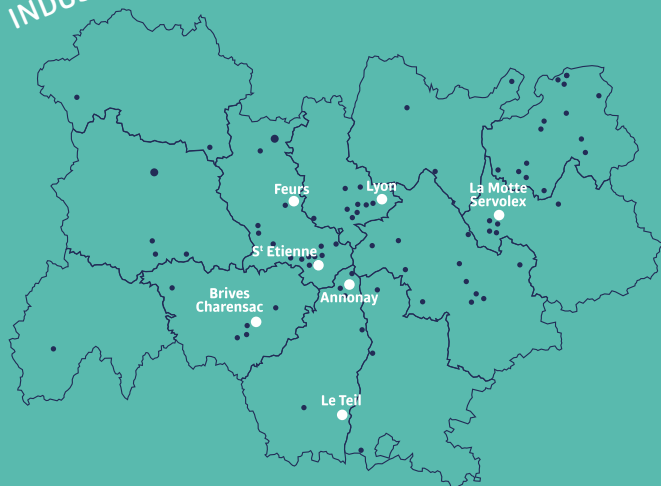 Feurs
Lyon
La Motte
Servolex
Sᵗ Etienne
Brives
Charensac
Annonay
Le Teil